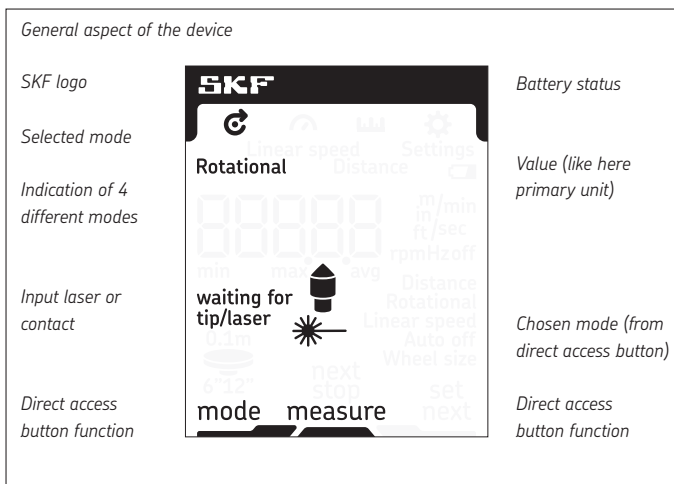 General aspect of the device
SKF logo
Selected mode
Indication of 4
different modes
Input laser or
contact
Direct access
button function
SKF
Linear speed
Settings
Rotational
Distance
m/min
in
ft/sec
rpmHzoff
min
max
avg
Distance
waiting for
Rotational
tip/laser
Linear speed
0.1m
Auto off
Wheel size
next
6"12"
stop
set
mode
measure
next
Battery status
Value (like here
primary unit)
Chosen mode (from
direct access button)
Direct access
button function